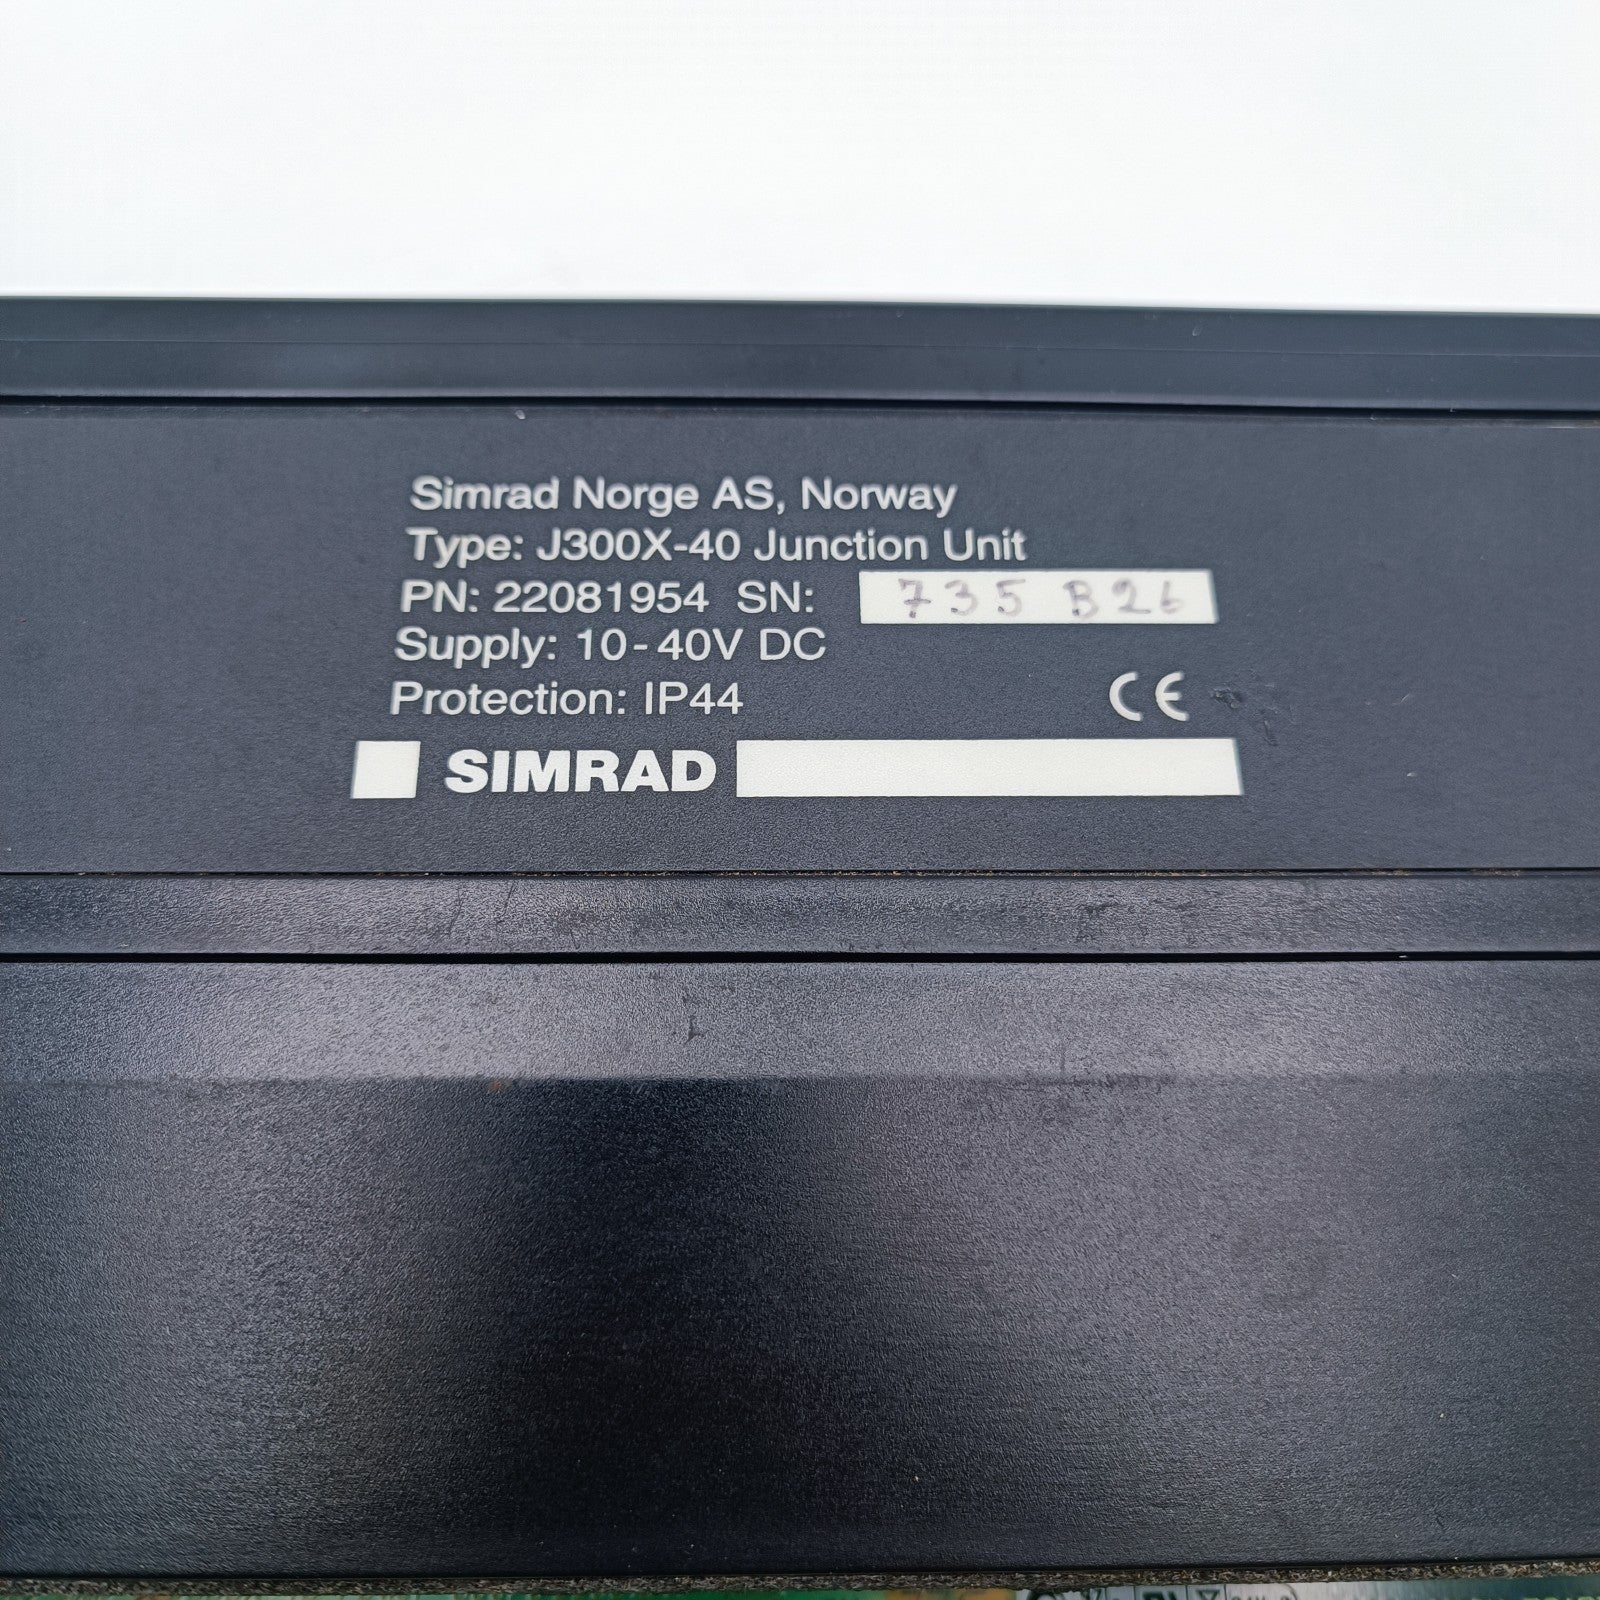 Simrad Norge AS, Norway
Type: J300X-40 Junction Unit
PN: 22081954 SN: 735 B26
Supply: 10-40V DC
Protection: IP44 CE
SIMRAD